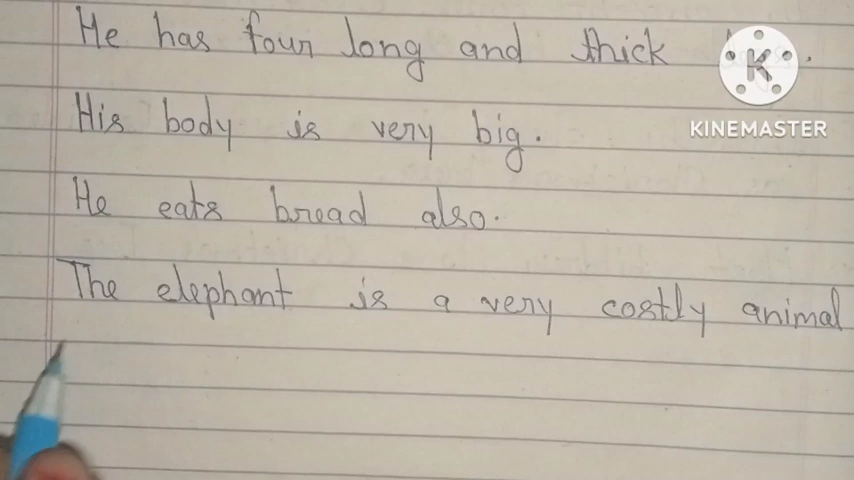 He has four long and thick
His body is very big.
He eats bread also.
The elephant is a very costly animal
KINEMASTER